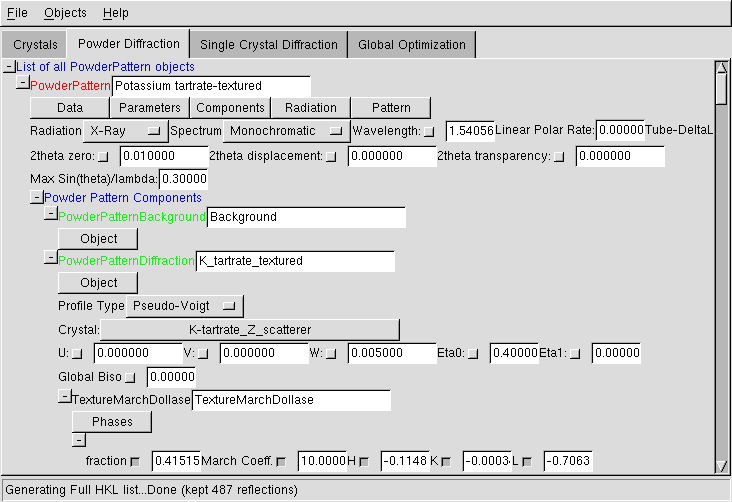 File Objects Help
Crystals Powder Diffraction Single Crystal Diffraction Global Optimization
List of all PowderPattern objects
PowderPattern Potassium tartrate-textured
Data Parameters Components Radiation Pattern
Radiation X-Ray Spectrum Monochromatic Wavelength: 1.54056 Linear Polar Rate: 0.00000 Tube-DeltaL
2theta zero: 0.010000 2theta displacement: 0.000000 2theta transparency: 0.000000
Max Sin(theta)/lambda: 0.30000
Powder Pattern Components
PowderPatternBackground Background
Object
PowderPatternDiffraction K_tartrate_textured
Object
Profile Type Pseudo-Voigt
Crystal: K-tartrate_Z_scatterer
U: 0.000000 V: 0.000000 W: 0.005000 Eta0: 0.40000 Eta1: 0.00000
Global Biso 0.00000
TextureMarchDollase TextureMarchDollase
Phases
fraction 0.41515 March Coeff. 10.0000 H -0.1148 K -0.0003 L -0.7063
Generating Full HKL list...Done (kept 487 reflections)